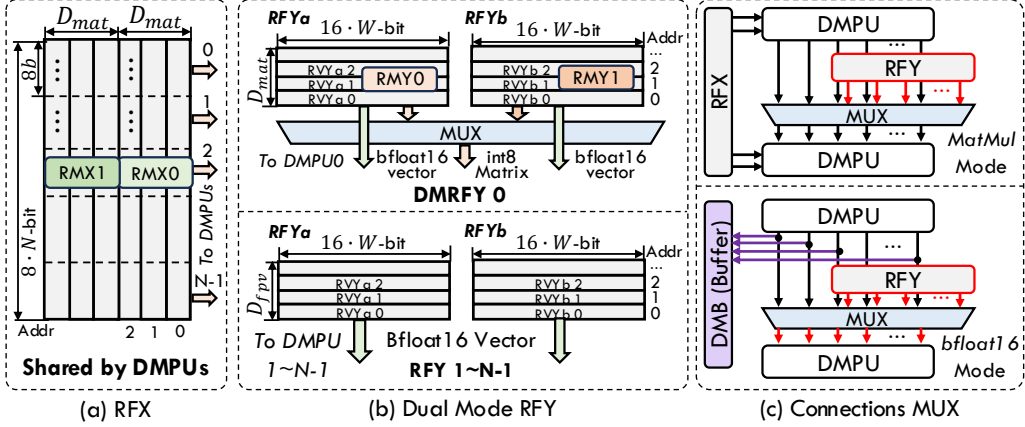 D_mat D_mat
8b
8 · N-bit
0
1
2
N-1
To DMPUs
RMX1 RMX0
Addr 2 1 0
Shared by DMPUs
(a) RFX
RFYa RFYb
16 · W-bit 16 · W-bit Addr
D_mat
...
RVYa 2 RVYb 2 2
RVYa 1 RVYb 1 1
RVYa 0 RVYb 0 0
RMY0 RMY1
MUX
To DMPU0 bfloat16 vector int8 Matrix bfloat16 vector
DMRFY 0
RFYa RFYb
16 · W-bit 16 · W-bit Addr
D_fpv
...
RVYa 2 RVYb 2 2
RVYa 1 RVYb 1 1
RVYa 0 RVYb 0 0
To DMPU Bfloat16 Vector
1~N-1 RFY 1~N-1
(b) Dual Mode RFY
RFX
DMPU
...
RFY
...
MUX
...
DMPU
MatMul
Mode
DMB (Buffer)
DMPU
...
RFY
...
MUX
...
DMPU
bfloat16
Mode
(c) Connections MUX